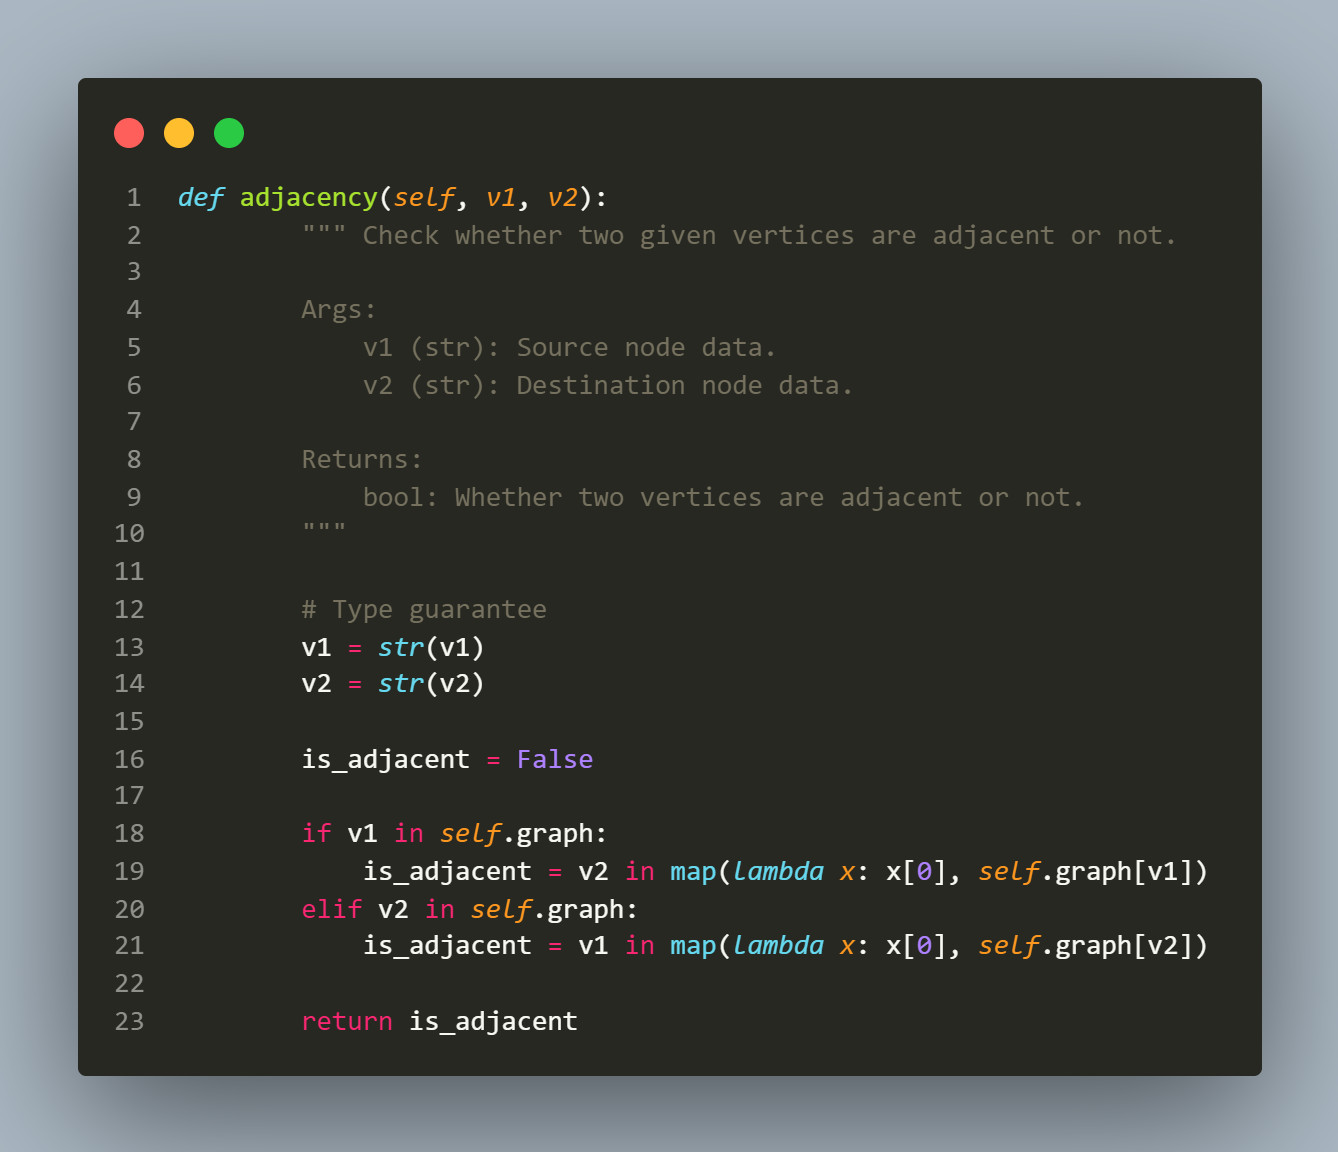 1 def adjacency(self, v1, v2):
2         """ Check whether two given vertices are adjacent or not.
3
4         Args:
5             v1 (str): Source node data.
6             v2 (str): Destination node data.
7
8         Returns:
9             bool: Whether two vertices are adjacent or not.
10         """
11
12         # Type guarantee
13         v1 = str(v1)
14         v2 = str(v2)
15
16         is_adjacent = False
17
18         if v1 in self.graph:
19             is_adjacent = v2 in map(lambda x: x[0], self.graph[v1])
20         elif v2 in self.graph:
21             is_adjacent = v1 in map(lambda x: x[0], self.graph[v2])
22
23         return is_adjacent